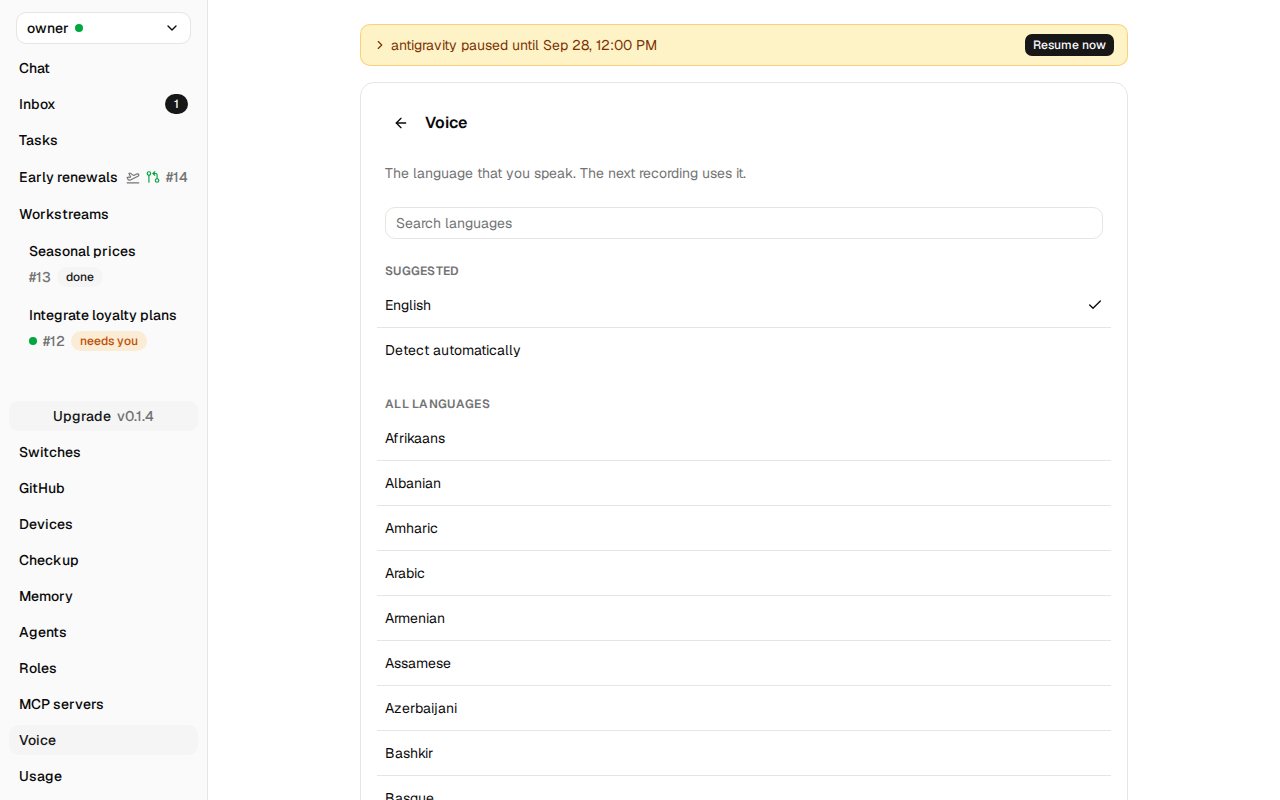 owner
Chat
Inbox 1
Tasks
Early renewals #14
Workstreams
Seasonal prices
#13 done
Integrate loyalty plans
#12 needs you
Upgrade v0.1.4
Switches
GitHub
Devices
Checkup
Memory
Agents
Roles
MCP servers
Voice
Usage
antigravity paused until Sep 28, 12:00 PM Resume now
Voice
The language that you speak. The next recording uses it.
Search languages
SUGGESTED
English
Detect automatically
ALL LANGUAGES
Afrikaans
Albanian
Amharic
Arabic
Armenian
Assamese
Azerbaijani
Bashkir
Basque